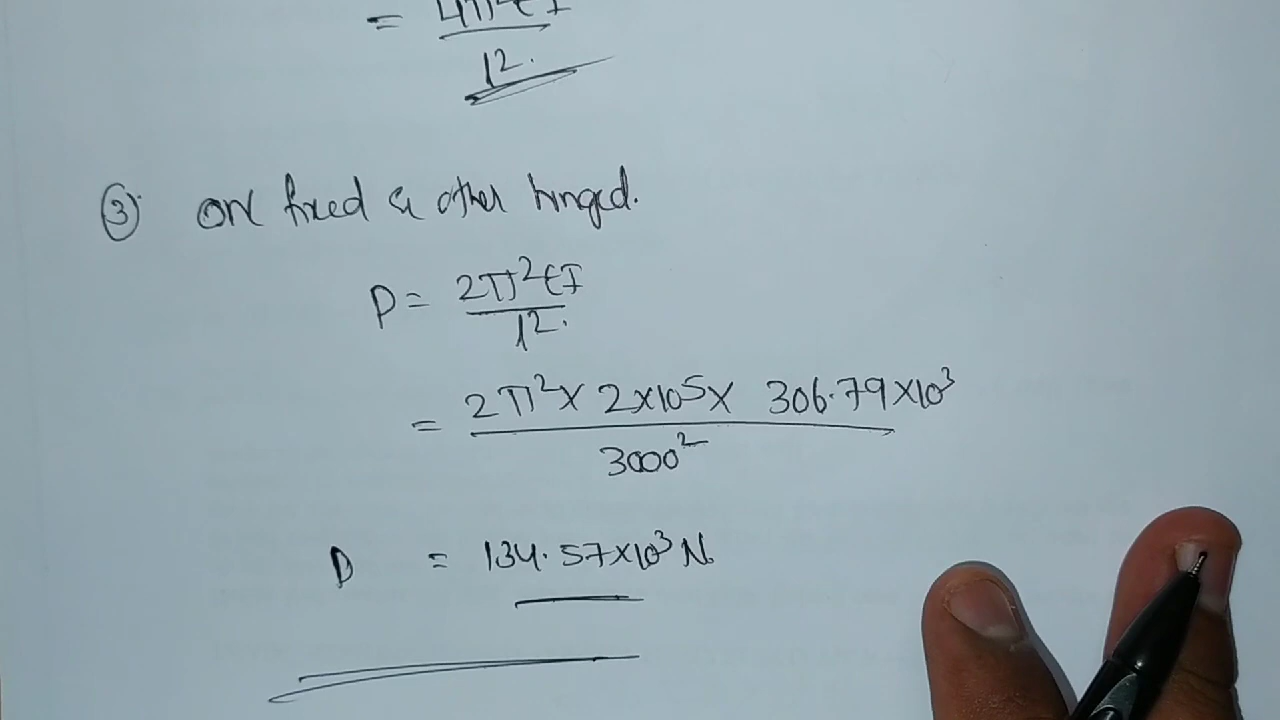 = 4π²EI
l².
③ one fixed & other hinged.
P = 2π²EI
l².
= 2π² × 2×10⁵ × 306.79×10³
3000²
P = 134.57×10³ N.